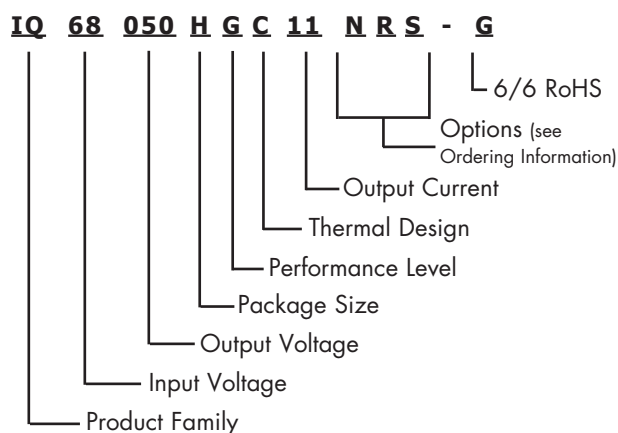 IQ 68 050 H G C 11 N R S - G
6/6 RoHS
Options (see
Ordering Information)
Output Current
Thermal Design
Performance Level
Package Size
Output Voltage
Input Voltage
Product Family